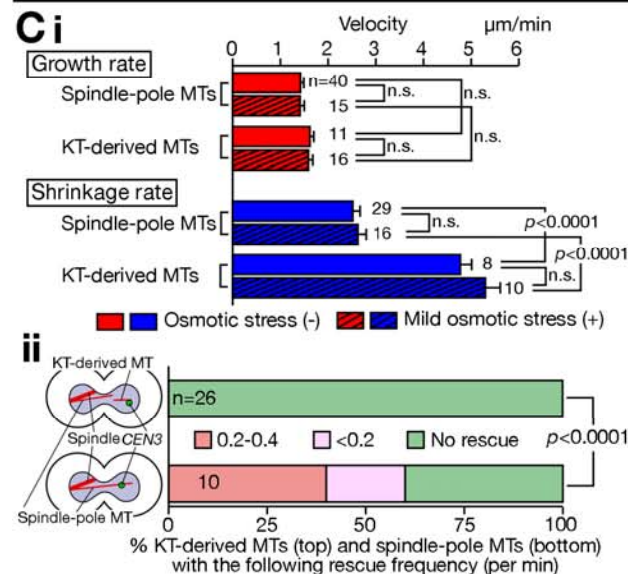 C i
Velocity μm/min
0 1 2 3 4 5 6
Growth rate
Spindle-pole MTs
n=40
n.s.
n.s.
15
n.s.
KT-derived MTs
11
n.s.
16
Shrinkage rate
Spindle-pole MTs
29
n.s.
p<0.0001
16
p<0.0001
KT-derived MTs
8
n.s.
10
Osmotic stress (-) Mild osmotic stress (+)
ii
KT-derived MT
n=26
Spindle CEN3
0.2-0.4 <0.2 No rescue
p<0.0001
10
Spindle-pole MT
0 25 50 75 100
% KT-derived MTs (top) and spindle-pole MTs (bottom)
with the following rescue frequency (per min)